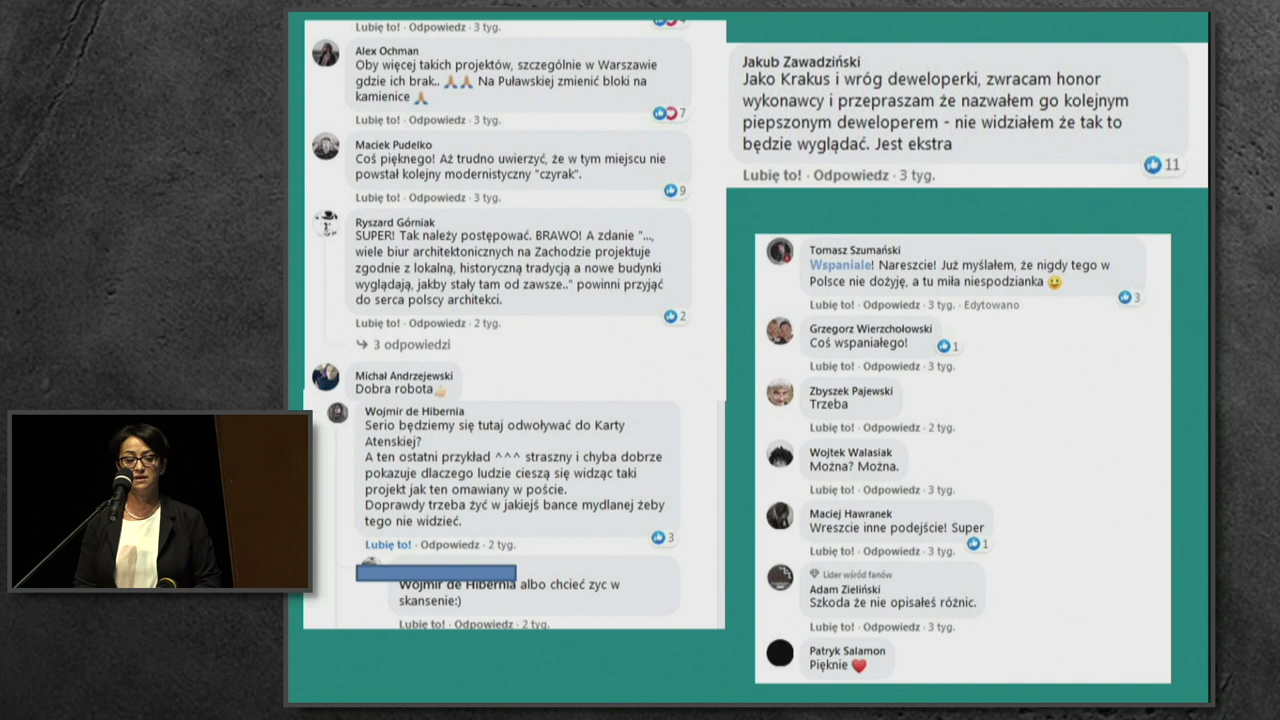 Lubię to! · Odpowiedz · 3 tyg.
Alex Ochman
Oby więcej takich projektów, szczególnie w Warszawie
gdzie ich brak.. 🙏🙏 Na Puławskiej zmienić bloki na
kamienice 🙏
7
Lubię to! · Odpowiedz · 3 tyg.
Maciek Pudelko
Coś pięknego! Aż trudno uwierzyć, że w tym miejscu nie
powstał kolejny modernistyczny "czyrak".
9
Lubię to! · Odpowiedz · 3 tyg.
Ryszard Górniak
SUPER! Tak należy postępować. BRAWO! A zdanie "...,
wiele biur architektonicznych na Zachodzie projektuje
zgodnie z lokalną, historyczną tradycją a nowe budynki
wyglądają, jakby stały tam od zawsze.." powinni przyjąć
do serca polscy architekci.
2
Lubię to! · Odpowiedz · 2 tyg.
3 odpowiedzi
Michał Andrzejewski
Dobra robota👍
Wojmir de Hibernia
Serio będziemy się tutaj odwoływać do Karty
Atenskiej?
A ten ostatni przykład ^^^ straszny i chyba dobrze
pokazuje dlaczego ludzie cieszą się widząc taki
projekt jak ten omawiany w poście.
Doprawdy trzeba żyć w jakiejś bance mydlanej żeby
tego nie widzieć.
3
Lubię to! · Odpowiedz · 2 tyg.
Wojmir de Hibernia albo chcieć zyc w
skansenie:)
Lubię to! · Odpowiedz · 2 tyg.
Jakub Zawadziński
Jako Krakus i wróg deweloperki, zwracam honor
wykonawcy i przepraszam że nazwałem go kolejnym
piepszonym deweloperem - nie widziałem że tak to
będzie wyglądać. Jest ekstra
11
Lubię to! · Odpowiedz · 3 tyg.
Tomasz Szumański
Wspaniale! Nareszcie! Już myślałem, że nigdy tego w
Polsce nie dożyję, a tu miła niespodzianka 😃
3
Lubię to! · Odpowiedz · 3 tyg. · Edytowano
Grzegorz Wierzchołowski
Coś wspaniałego!
1
Lubię to! · Odpowiedz · 3 tyg.
Zbyszek Pajewski
Trzeba
Lubię to! · Odpowiedz · 2 tyg.
Wojtek Walasiak
Można? Można.
Lubię to! · Odpowiedz · 3 tyg.
Maciej Hawranek
Wreszcie inne podejście! Super
1
Lubię to! · Odpowiedz · 3 tyg.
Lider wśród fanów
Adam Zieliński
Szkoda że nie opisałeś różnic.
Lubię to! · Odpowiedz · 3 tyg.
Patryk Salamon
Pięknie ❤️